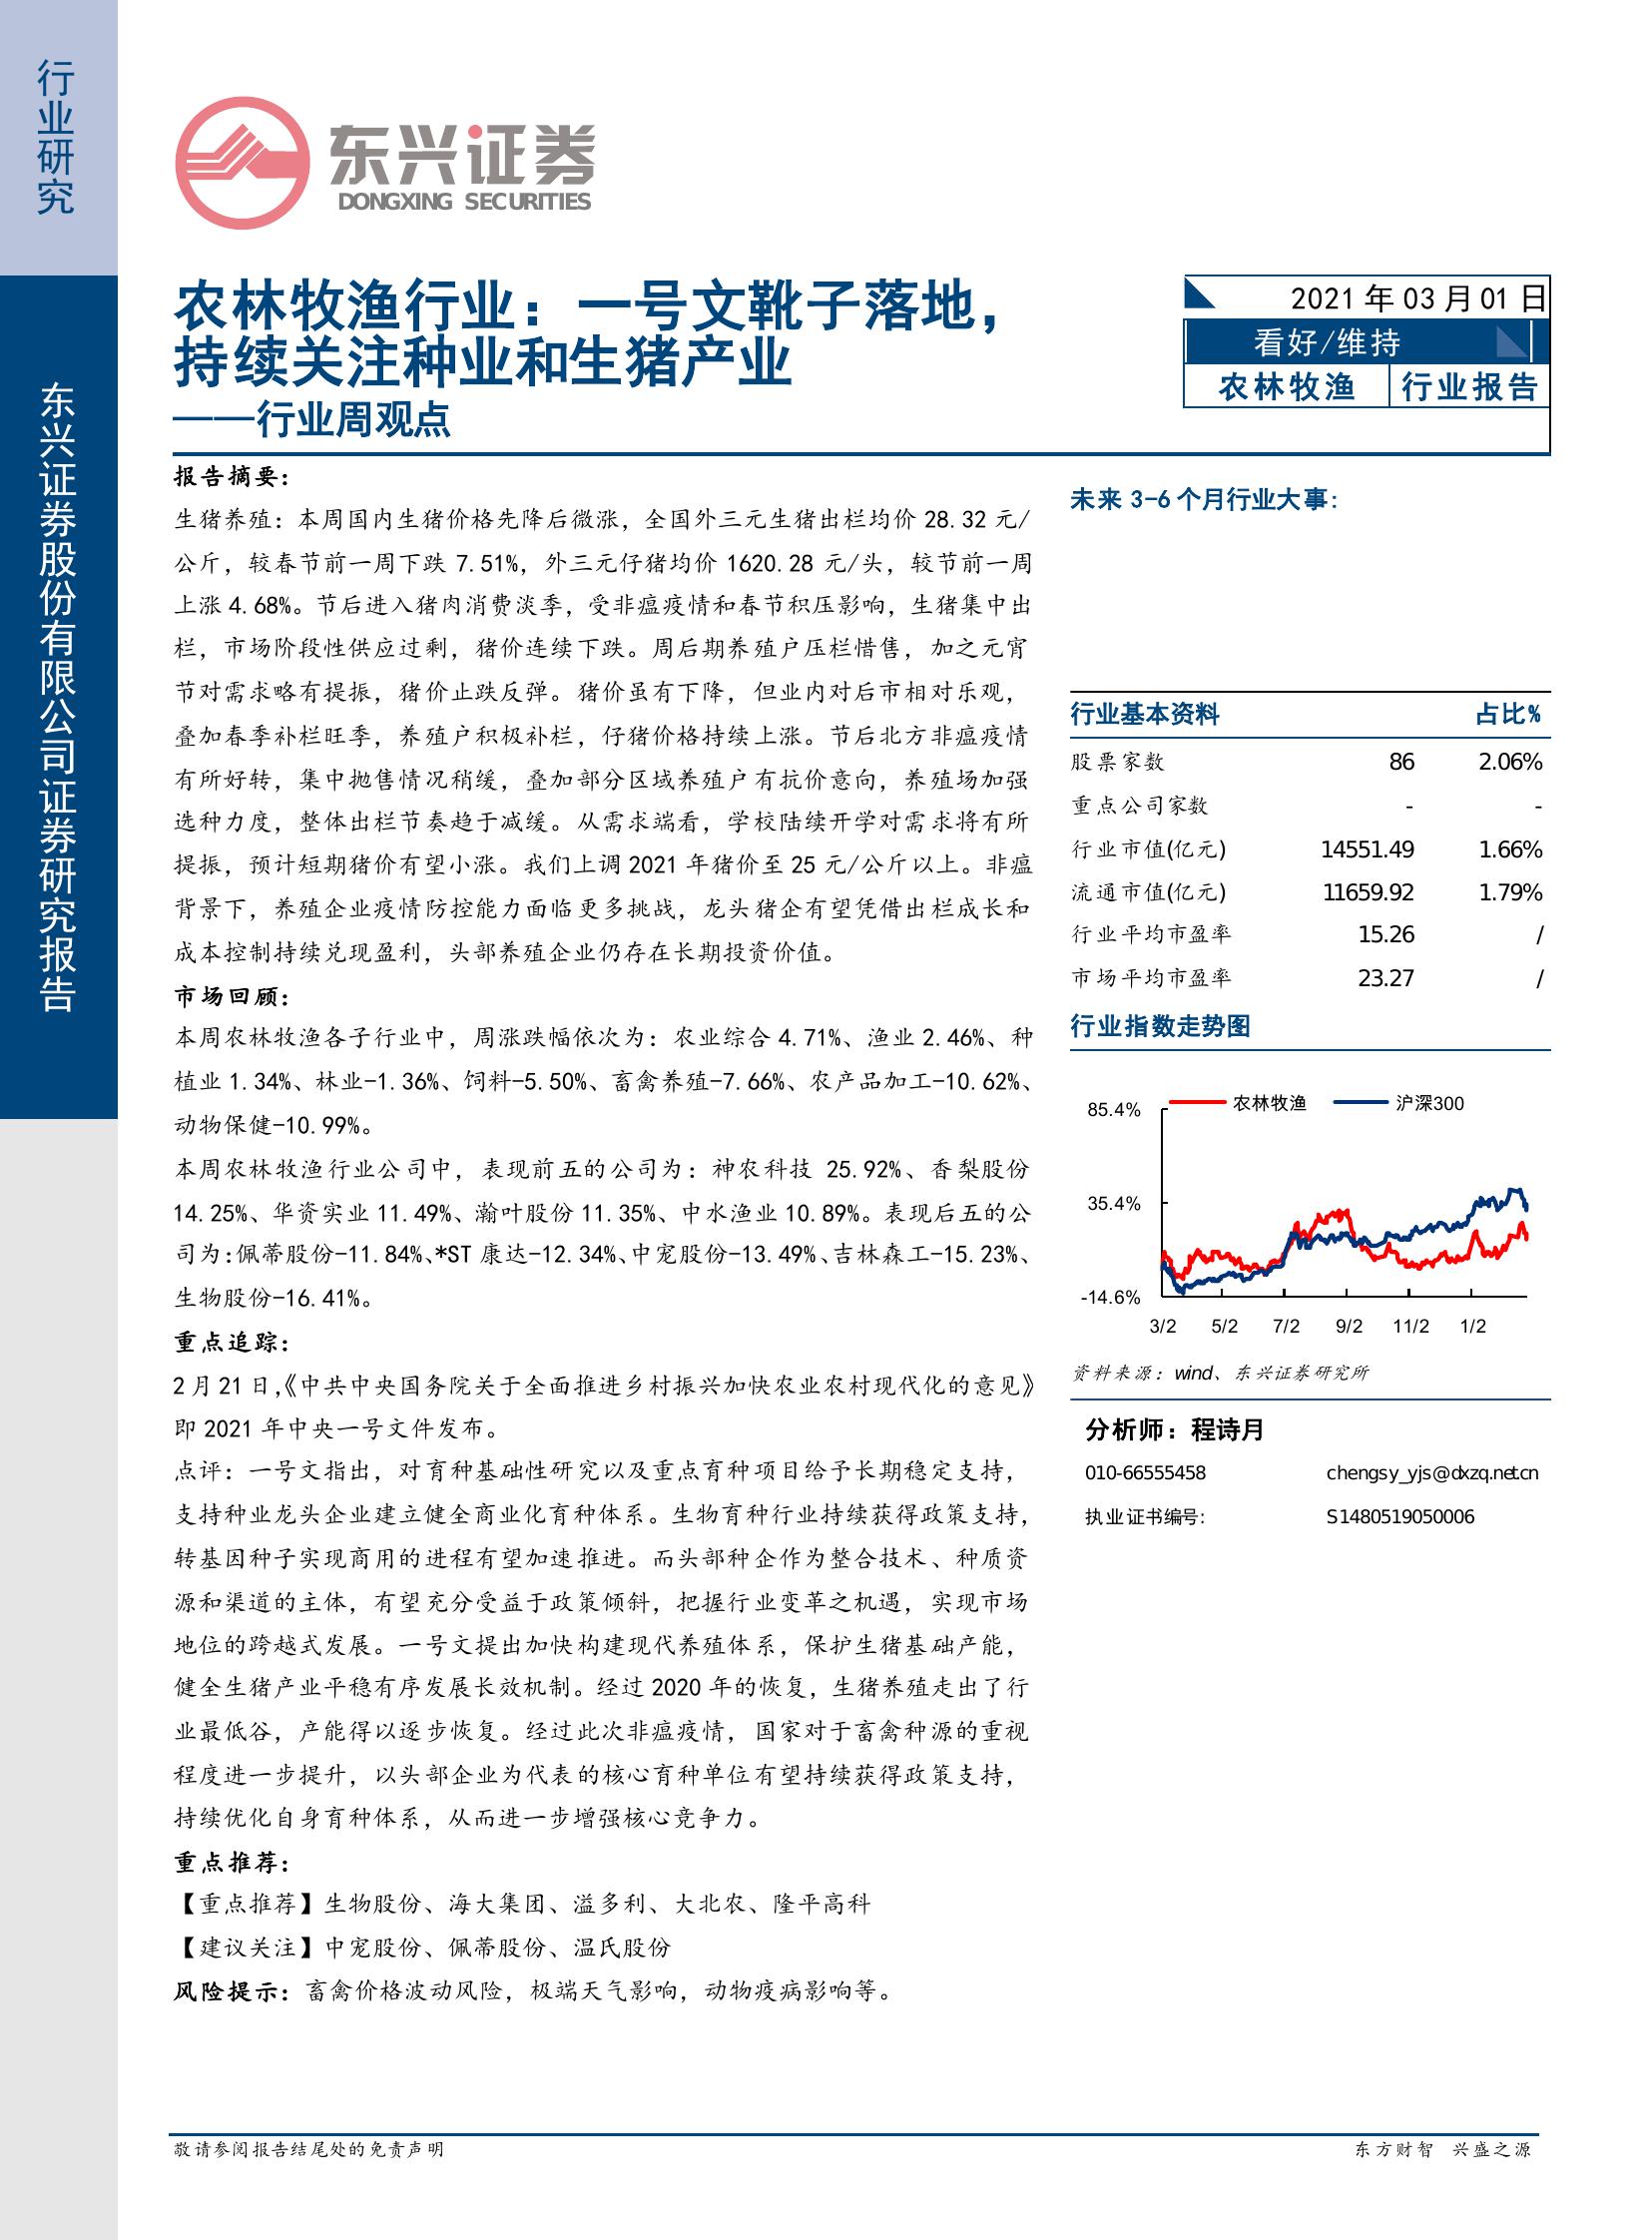 行业研究
东兴证券股份有限公司证券研究报告
东兴证券
DONGXING SECURITIES
农林牧渔行业：一号文靴子落地，
持续关注种业和生猪产业
——行业周观点
2021 年 03 月 01 日
看好/维持
农林牧渔 行业报告
报告摘要：
生猪养殖：本周国内生猪价格先降后微涨，全国外三元生猪出栏均价 28.32 元/
公斤，较春节前一周下跌 7.51%，外三元仔猪均价 1620.28 元/头，较节前一周
上涨 4.68%。节后进入猪肉消费淡季，受非瘟疫情和春节积压影响，生猪集中出
栏，市场阶段性供应过剩，猪价连续下跌。周后期养殖户压栏惜售，加之元宵
节对需求略有提振，猪价止跌反弹。猪价虽有下降，但业内对后市相对乐观，
叠加春季补栏旺季，养殖户积极补栏，仔猪价格持续上涨。节后北方非瘟疫情
有所好转，集中抛售情况稍缓，叠加部分区域养殖户有抗价意向，养殖场加强
选种力度，整体出栏节奏趋于减缓。从需求端看，学校陆续开学对需求将有所
提振，预计短期猪价有望小涨。我们上调 2021 年猪价至 25 元/公斤以上。非瘟
背景下，养殖企业疫情防控能力面临更多挑战，龙头猪企有望凭借出栏成长和
成本控制持续兑现盈利，头部养殖企业仍存在长期投资价值。
市场回顾：
本周农林牧渔各子行业中，周涨跌幅依次为：农业综合 4.71%、渔业 2.46%、种
植业 1.34%、林业-1.36%、饲料-5.50%、畜禽养殖-7.66%、农产品加工-10.62%、
动物保健-10.99%。
本周农林牧渔行业公司中，表现前五的公司为：神农科技 25.92%、香梨股份
14.25%、华资实业 11.49%、瀚叶股份 11.35%、中水渔业 10.89%。表现后五的公
司为:佩蒂股份-11.84%、*ST 康达-12.34%、中宠股份-13.49%、吉林森工-15.23%、
生物股份-16.41%。
重点追踪：
2 月 21 日，《中共中央国务院关于全面推进乡村振兴加快农业农村现代化的意见》
即 2021 年中央一号文件发布。
点评：一号文指出，对育种基础性研究以及重点育种项目给予长期稳定支持，
支持种业龙头企业建立健全商业化育种体系。生物育种行业持续获得政策支持，
转基因种子实现商用的进程有望加速推进。而头部种企作为整合技术、种质资
源和渠道的主体，有望充分受益于政策倾斜，把握行业变革之机遇，实现市场
地位的跨越式发展。一号文提出加快构建现代养殖体系，保护生猪基础产能，
健全生猪产业平稳有序发展长效机制。经过 2020 年的恢复，生猪养殖走出了行
业最低谷，产能得以逐步恢复。经过此次非瘟疫情，国家对于畜禽种源的重视
程度进一步提升，以头部企业为代表的核心育种单位有望持续获得政策支持，
持续优化自身育种体系，从而进一步增强核心竞争力。
重点推荐：
【重点推荐】生物股份、海大集团、溢多利、大北农、隆平高科
【建议关注】中宠股份、佩蒂股份、温氏股份
风险提示：畜禽价格波动风险，极端天气影响，动物疫病影响等。
未来 3-6 个月行业大事:
行业基本资料 占比%
股票家数 86 2.06%
重点公司家数 - -
行业市值(亿元) 14551.49 1.66%
流通市值(亿元) 11659.92 1.79%
行业平均市盈率 15.26 /
市场平均市盈率 23.27 /
行业指数走势图
农林牧渔 沪深300
85.4%
35.4%
-14.6%
3/2 5/2 7/2 9/2 11/2 1/2
资料来源：wind、东兴证券研究所
分析师：程诗月
010-66555458 chengsy_yjs@dxzq.net.cn
执业证书编号: S1480519050006
敬请参阅报告结尾处的免责声明
东方财智 兴盛之源